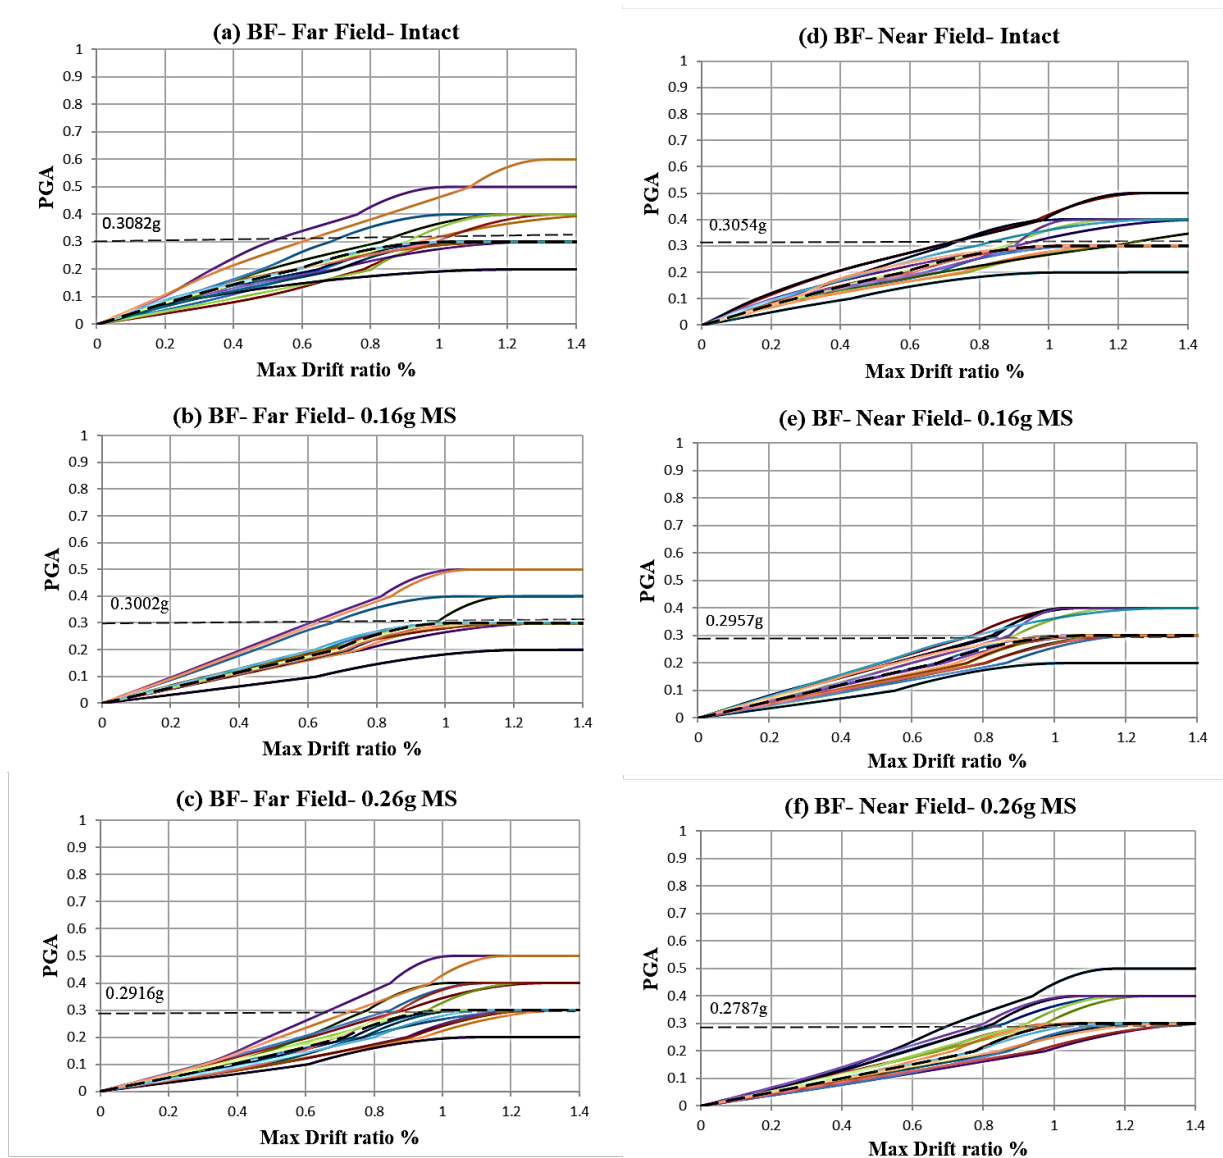 (a) BF- Far Field- Intact
1
0.9
0.8
0.7
0.6
0.5
0.4
0.3
0.2
0.1
0
PGA
0.3082g
0 0.2 0.4 0.6 0.8 1 1.2 1.4
Max Drift ratio %
(d) BF- Near Field- Intact
1
0.9
0.8
0.7
0.6
0.5
0.4
0.3
0.2
0.1
0
PGA
0.3054g
0 0.2 0.4 0.6 0.8 1 1.2 1.4
Max Drift ratio %
(b) BF- Far Field- 0.16g MS
1
0.9
0.8
0.7
0.6
0.5
0.4
0.3
0.2
0.1
0
PGA
0.3002g
0 0.2 0.4 0.6 0.8 1 1.2 1.4
Max Drift ratio %
(e) BF- Near Field- 0.16g MS
1
0.9
0.8
0.7
0.6
0.5
0.4
0.3
0.2
0.1
0
PGA
0.2957g
0 0.2 0.4 0.6 0.8 1 1.2 1.4
Max Drift ratio %
(c) BF- Far Field- 0.26g MS
1
0.9
0.8
0.7
0.6
0.5
0.4
0.3
0.2
0.1
0
PGA
0.2916g
0 0.2 0.4 0.6 0.8 1 1.2 1.4
Max Drift ratio %
(f) BF- Near Field- 0.26g MS
1
0.9
0.8
0.7
0.6
0.5
0.4
0.3
0.2
0.1
0
PGA
0.2787g
0 0.2 0.4 0.6 0.8 1 1.2 1.4
Max Drift ratio %